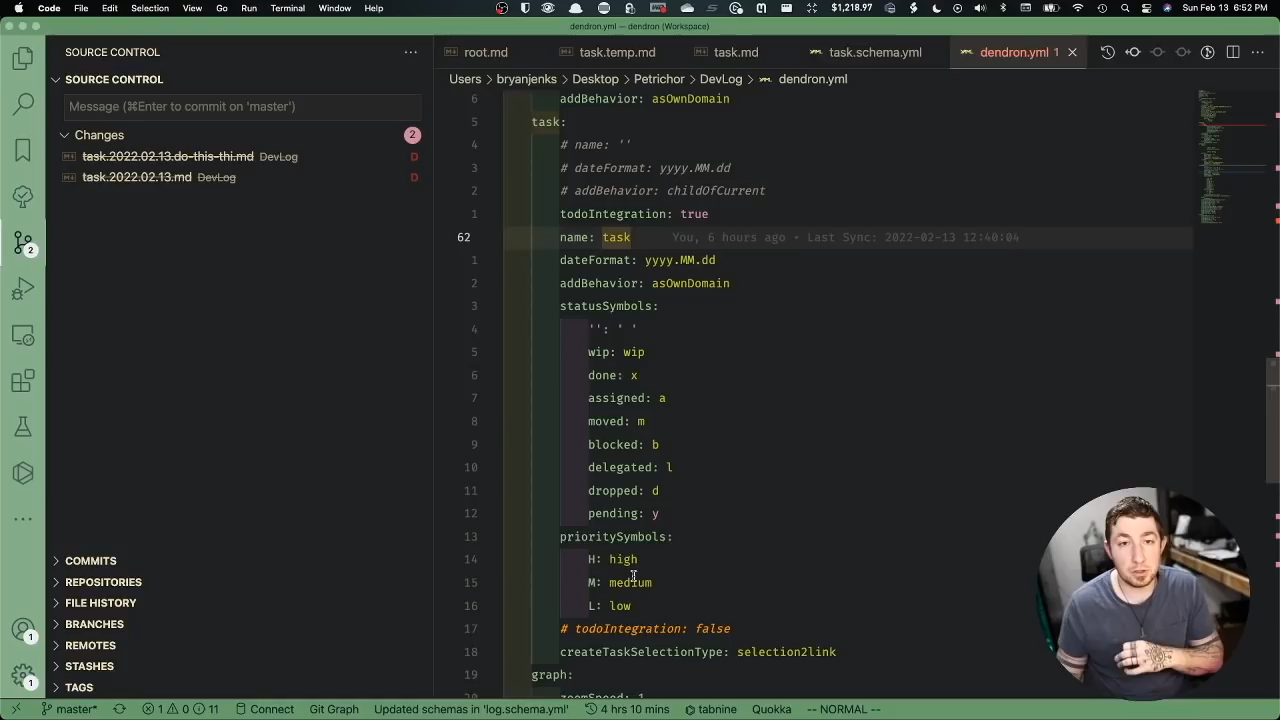 Code File Edit Selection View Go Run Terminal Window Help $1,218.97 Sun Feb 13 6:52 PM
dendron.yml — dendron (Workspace)
SOURCE CONTROL
SOURCE CONTROL
Message (⌘Enter to commit on 'master')
Changes 2
task.2022.02.13.do-this-thi.md DevLog D
task.2022.02.13.md DevLog D
COMMITS
REPOSITORIES
FILE HISTORY
BRANCHES
REMOTES
STASHES
TAGS
2
1
1
root.md task.temp.md task.md task.schema.yml dendron.yml 1
Users > bryanjenks > Desktop > Petrichor > DevLog > dendron.yml
6 addBehavior: asOwnDomain
5 task:
4 # name: ''
3 # dateFormat: yyyy.MM.dd
2 # addBehavior: childOfCurrent
1 todoIntegration: true
62 name: task You, 6 hours ago • Last Sync: 2022-02-13 12:40:04
1 dateFormat: yyyy.MM.dd
2 addBehavior: asOwnDomain
3 statusSymbols:
4 '': ' '
5 wip: wip
6 done: x
7 assigned: a
8 moved: m
9 blocked: b
10 delegated: l
11 dropped: d
12 pending: y
13 prioritySymbols:
14 H: high
15 M: medium
16 L: low
17 # todoIntegration: false
18 createTaskSelectionType: selection2link
19 graph:
20 zoomSpeed: 1
master* 1 0 11 Connect Git Graph Updated schemas in 'log.schema.yml' 4 hrs 10 mins tabnine Quokka -- NORMAL --